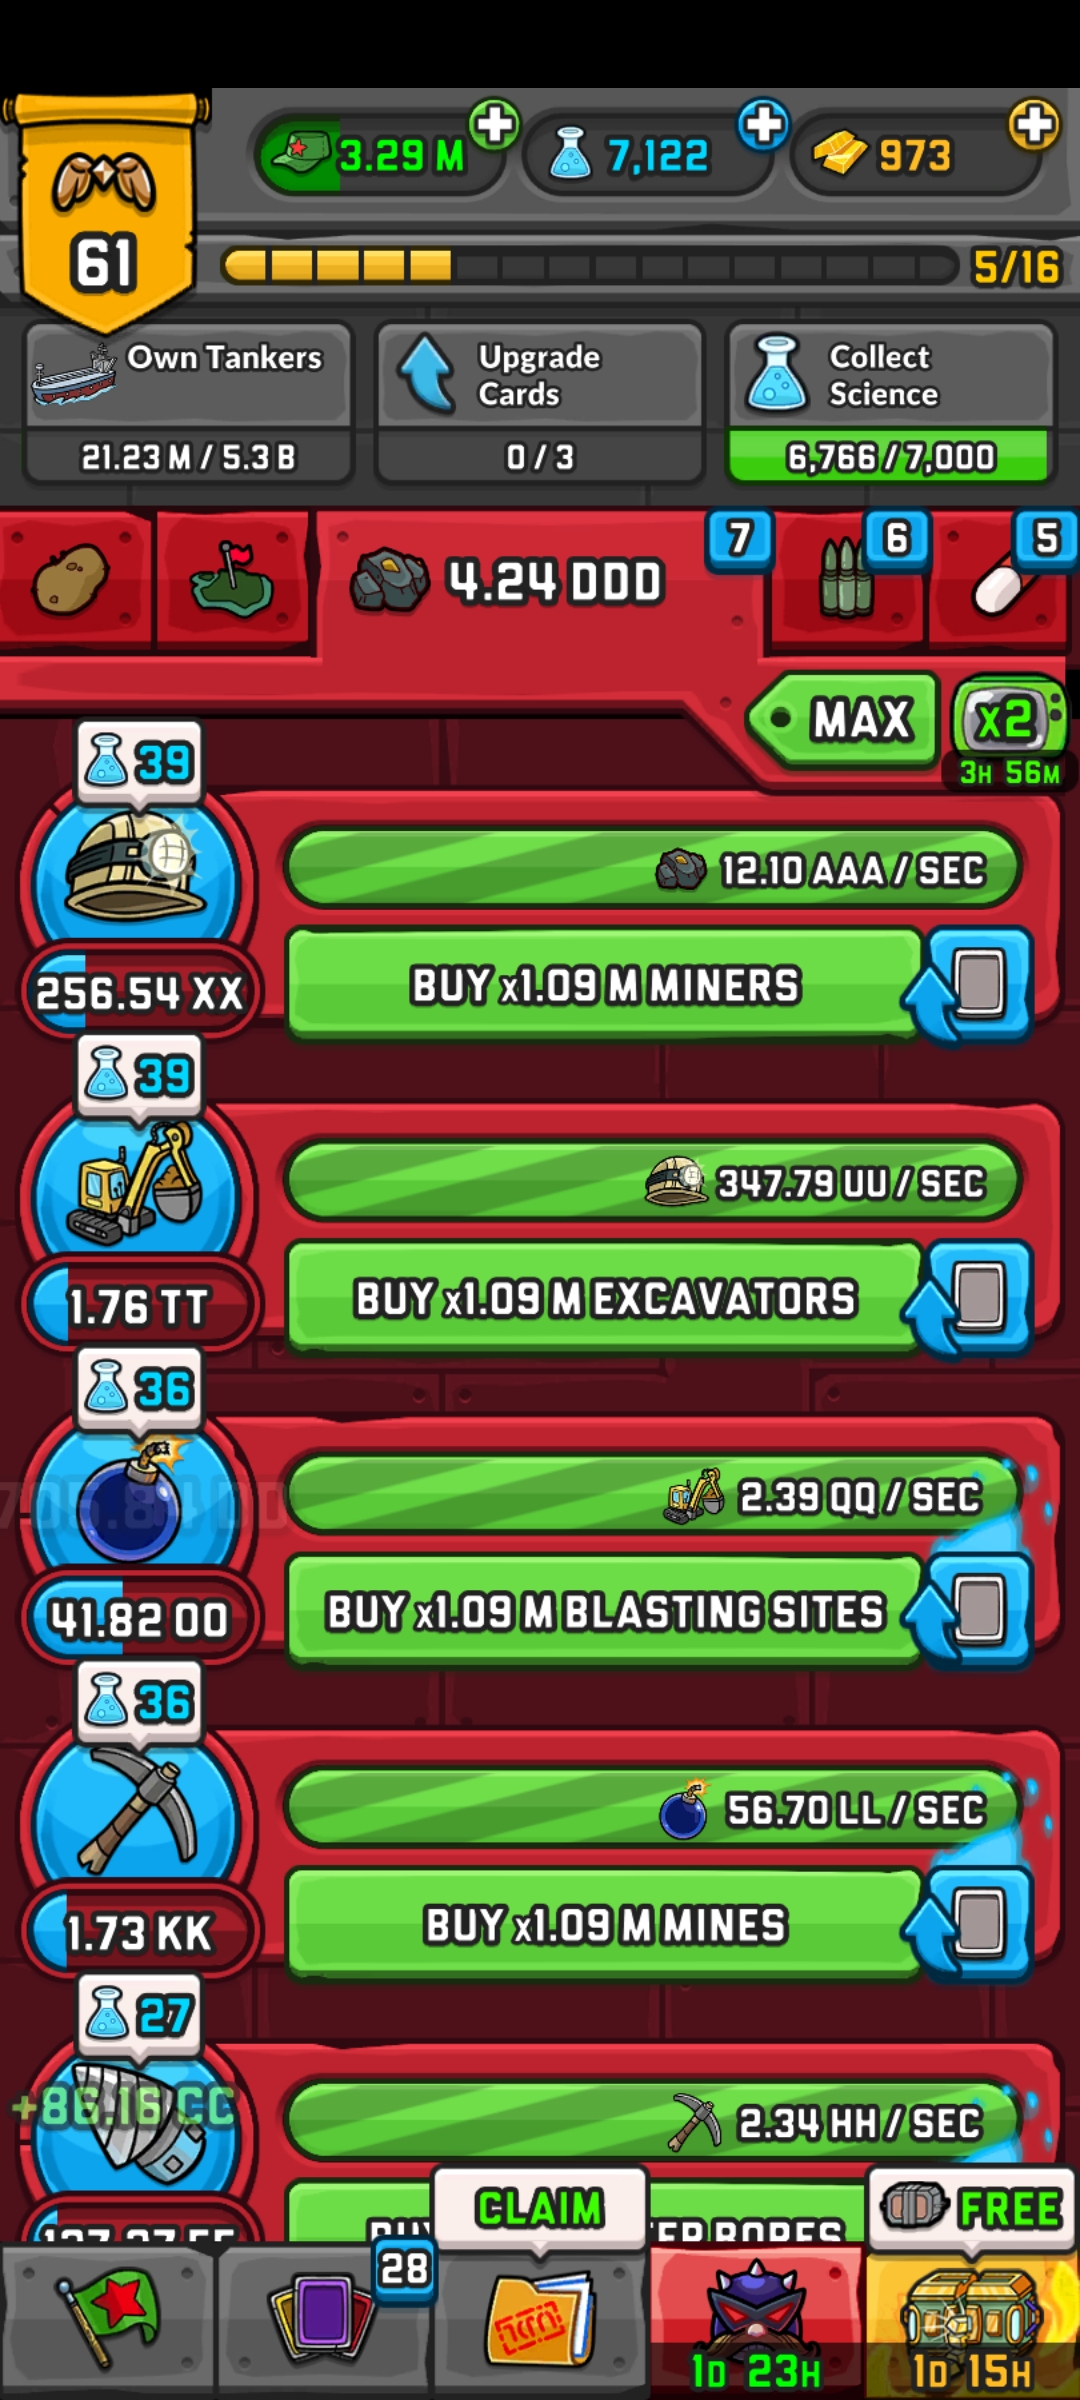 3.29 M
7,122
973
61
5/16
Own Tankers
21.23 M / 5.3 B
Upgrade
Cards
0 / 3
Collect
Science
6,766 / 7,000
4.24 DDD
7
6
5
MAX
x2
3H 56M
39
12.10 AAA / SEC
BUY x1.09 M MINERS
256.54 XX
39
347.79 UU / SEC
BUY x1.09 M EXCAVATORS
1.76 TT
36
2.39 QQ / SEC
BUY x1.09 M BLASTING SITES
41.82 OO
36
56.70 LL / SEC
BUY x1.09 M MINES
1.73 KK
27
+86.16 CC
2.34 HH / SEC
CLAIM
FREE
28
1D 23H
1D 15H